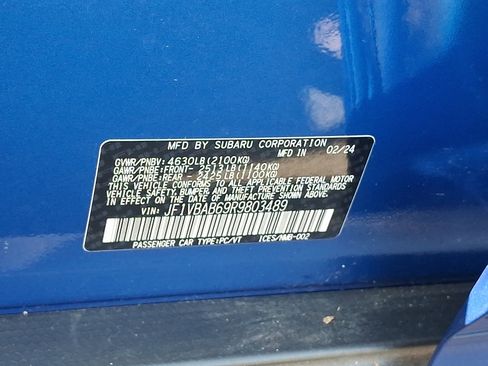 MFD BY SUBARU CORPORATION 02/24
GVWR/PNBV: 4630LB(2100KG)
GAWR/PNBE:FRONT- 2513LB(1140KG)
GAWR/PNBE:REAR - 2425LB(1100KG)
THIS VEHICLE CONFORMS TO ALL APPLICABLE FEDERAL MOTOR
VEHICLE SAFETY, BUMPER, AND THEFT PREVENTION STANDARDS
IN EFFECT ON THE DATE OF MANUFACTURE SHOWN ABOVE.
VIN: JF1VBAB69R9803489
PASSENGER CAR TYPE:PC/VT ICES/NMB-002